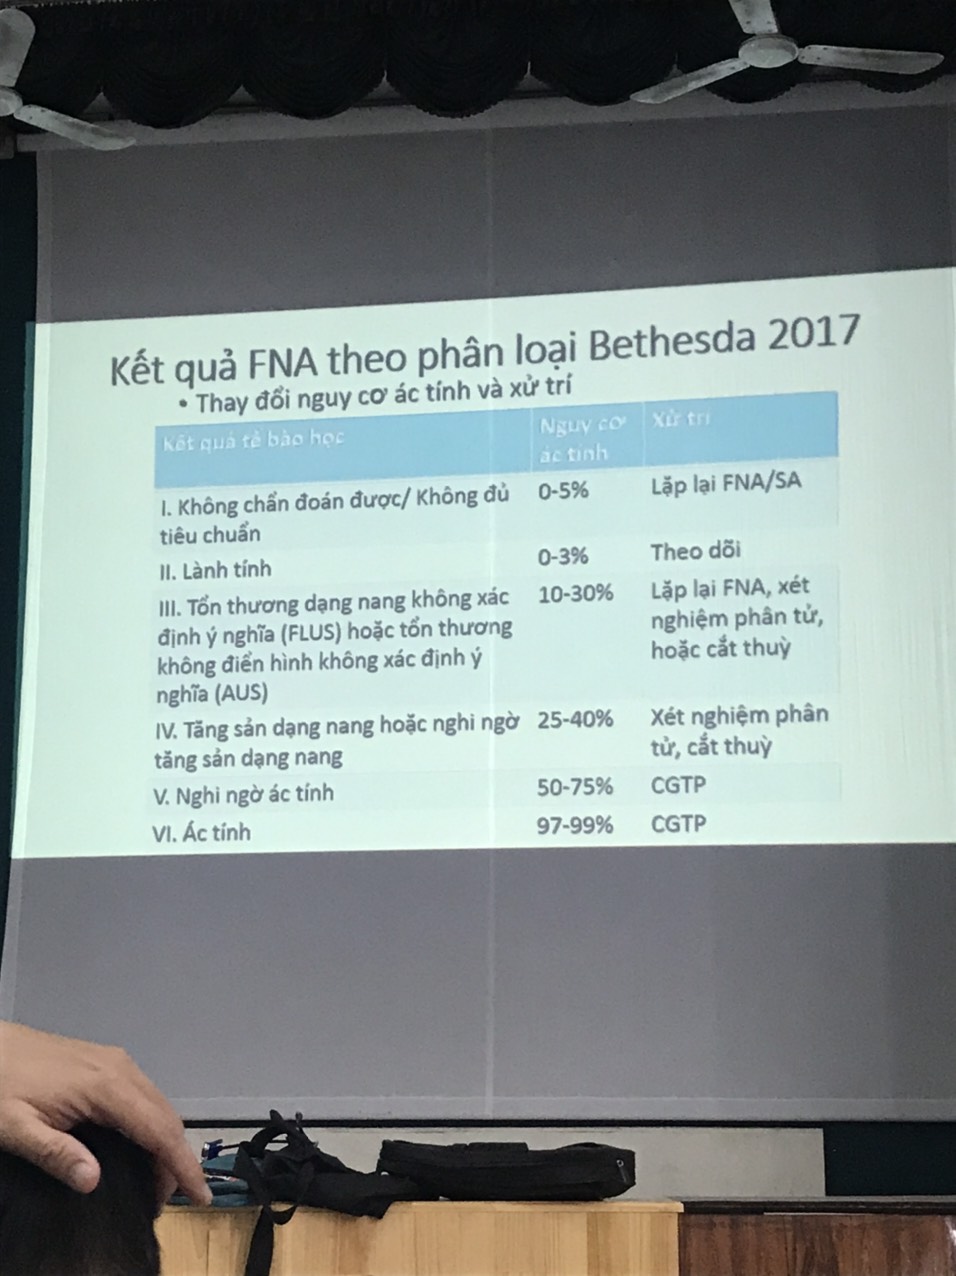 Kết quả FNA theo phân loại Bethesda 2017
• Thay đổi nguy cơ ác tính và xử trí
Kết quả tế bào học
Nguy cơ
ác tính
Xử trí
I. Không chẩn đoán được/ Không đủ
tiêu chuẩn
0-5%
Lặp lại FNA/SA
II. Lành tính
0-3%
Theo dõi
III. Tổn thương dạng nang không xác
định ý nghĩa (FLUS) hoặc tổn thương
không điển hình không xác định ý
nghĩa (AUS)
10-30%
Lặp lại FNA, xét
nghiệm phân tử,
hoặc cắt thuỳ
IV. Tăng sản dạng nang hoặc nghi ngờ
tăng sản dạng nang
25-40%
Xét nghiệm phân
tử, cắt thuỳ
V. Nghi ngờ ác tính
50-75%
CGTP
VI. Ác tính
97-99%
CGTP